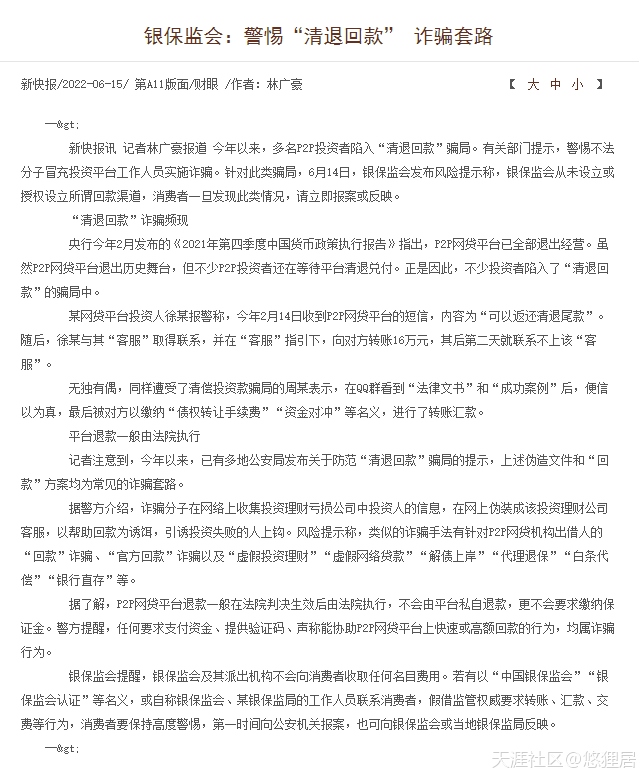 银保监会：警惕“清退回款” 诈骗套路
新快报/2022-06-15/ 第A11版面/财眼 /作者：林广豪
【 大 中 小 】
—&gt;
新快报讯 记者林广豪报道 今年以来，多名P2P投资者陷入“清退回款”骗局。有关部门提示，警惕不法
分子冒充投资平台工作人员实施诈骗。针对此类骗局，6月14日，银保监会发布风险提示称，银保监会从未设立或
授权设立所谓回款渠道，消费者一旦发现此类情况，请立即报案或反映。
“清退回款”诈骗频现
央行今年2月发布的《2021年第四季度中国货币政策执行报告》指出，P2P网贷平台已全部退出经营。虽
然P2P网贷平台退出历史舞台，但不少P2P投资者还在等待平台清退兑付。正是因此，不少投资者陷入了“清退回
款”的骗局中。
某网贷平台投资人徐某报警称，今年2月14日收到P2P网贷平台的短信，内容为“可以返还清退尾款”。
随后，徐某与其“客服”取得联系，并在“客服”指引下，向对方转账16万元，其后第二天就联系不上该“客
服”。
无独有偶，同样遭受了清偿投资款骗局的周某表示，在QQ群看到“法律文书”和“成功案例”后，便信
以为真，最后被对方以缴纳“债权转让手续费”“资金对冲”等名义，进行了转账汇款。
平台退款一般由法院执行
记者注意到，今年以来，已有多地公安局发布关于防范“清退回款”骗局的提示，上述伪造文件和“回
款”方案均为常见的诈骗套路。
据警方介绍，诈骗分子在网络上收集投资理财亏损公司中投资人的信息，在网上伪装成该投资理财公司
客服，以帮助回款为诱饵，引诱投资失败的人上钩。风险提示称，类似的诈骗手法有针对P2P网贷机构出借人的
“回款”诈骗、“官方回款”诈骗以及“虚假投资理财”“虚假网络贷款”“解债上岸”“代理退保”“白条代
偿”“银行直存”等。
据了解，P2P网贷平台退款一般在法院判决生效后由法院执行，不会由平台私自退款，更不会要求缴纳保
证金。警方提醒，任何要求支付资金、提供验证码、声称能协助P2P网贷平台上快速或高额回款的行为，均属诈骗
行为。
银保监会提醒，银保监会及其派出机构不会向消费者收取任何名目费用。若有以“中国银保监会”“银
保监会认证”等名义，或自称银保监会、某银保监局的工作人员联系消费者，假借监管权威要求转账、汇款、交
费等行为，消费者要保持高度警惕，第一时间向公安机关报案，也可向银保监会或当地银保监局反映。
—&gt;
天涯社区@悠狸居